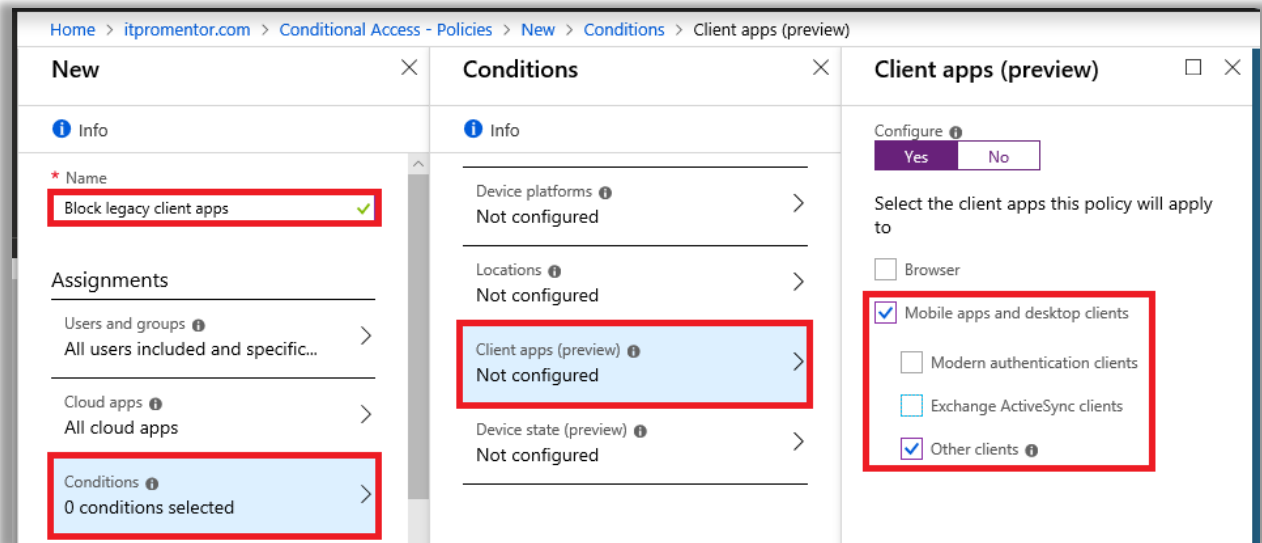 Home > itpromentor.com > Conditional Access - Policies > New > Conditions > Client apps (preview)
New
Info
* Name
Block legacy client apps
Assignments
Users and groups
All users included and specific...
Cloud apps
All cloud apps
Conditions
0 conditions selected
Conditions
Info
Device platforms
Not configured
Locations
Not configured
Client apps (preview)
Not configured
Device state (preview)
Not configured
Client apps (preview)
Configure
Yes No
Select the client apps this policy will apply
to
Browser
Mobile apps and desktop clients
Modern authentication clients
Exchange ActiveSync clients
Other clients